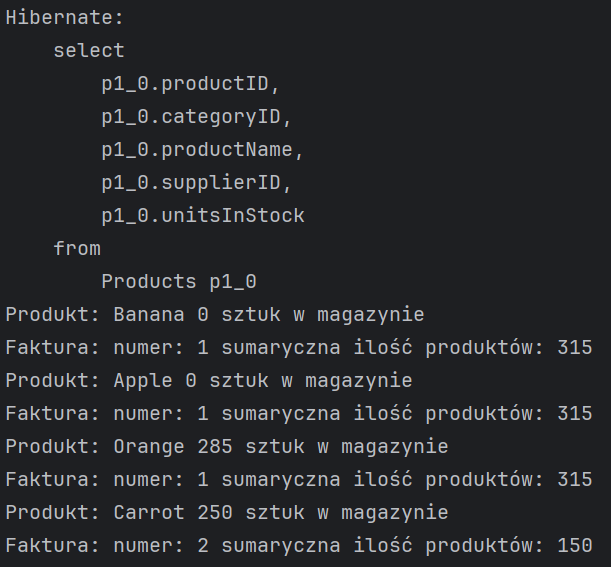 Hibernate:
    select
        p1_0.productID,
        p1_0.categoryID,
        p1_0.productName,
        p1_0.supplierID,
        p1_0.unitsInStock
    from
        Products p1_0
Produkt: Banana 0 sztuk w magazynie
Faktura: numer: 1 sumaryczna ilość produktów: 315
Produkt: Apple 0 sztuk w magazynie
Faktura: numer: 1 sumaryczna ilość produktów: 315
Produkt: Orange 285 sztuk w magazynie
Faktura: numer: 1 sumaryczna ilość produktów: 315
Produkt: Carrot 250 sztuk w magazynie
Faktura: numer: 2 sumaryczna ilość produktów: 150